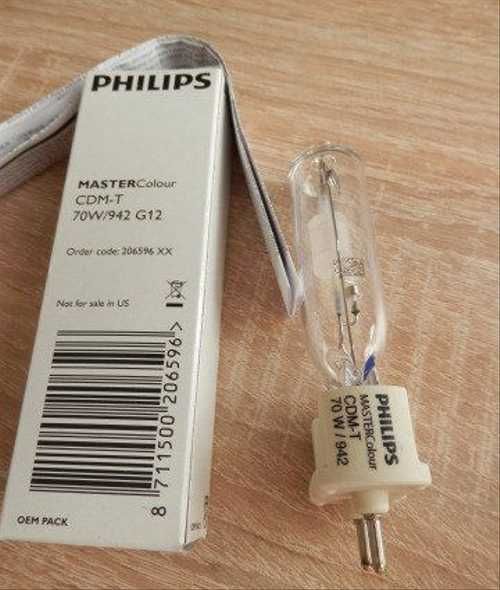 PHILIPS
MASTERColour
CDM-T
70W/942 G12
Order code: 206596 XX
Not for sale in US
8 711500 206596>
OEM PACK
PHILIPS
MASTERColour
CDM-T
70 W / 942